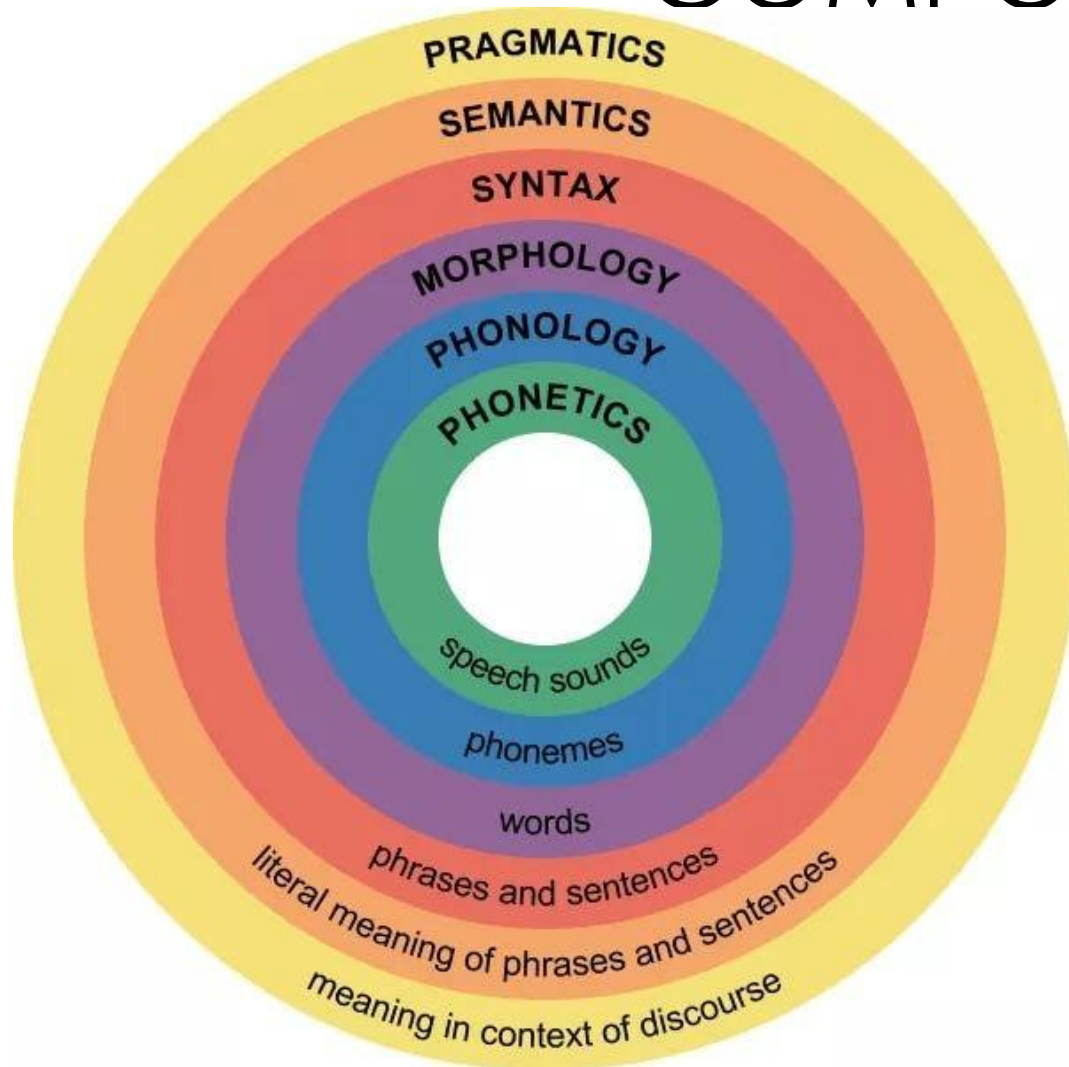 PRAGMATICS
SEMANTICS
SYNTAX
MORPHOLOGY
PHONOLOGY
PHONETICS
speech sounds
phonemes
words
phrases and sentences
literal meaning of phrases and sentences
meaning in context of discourse